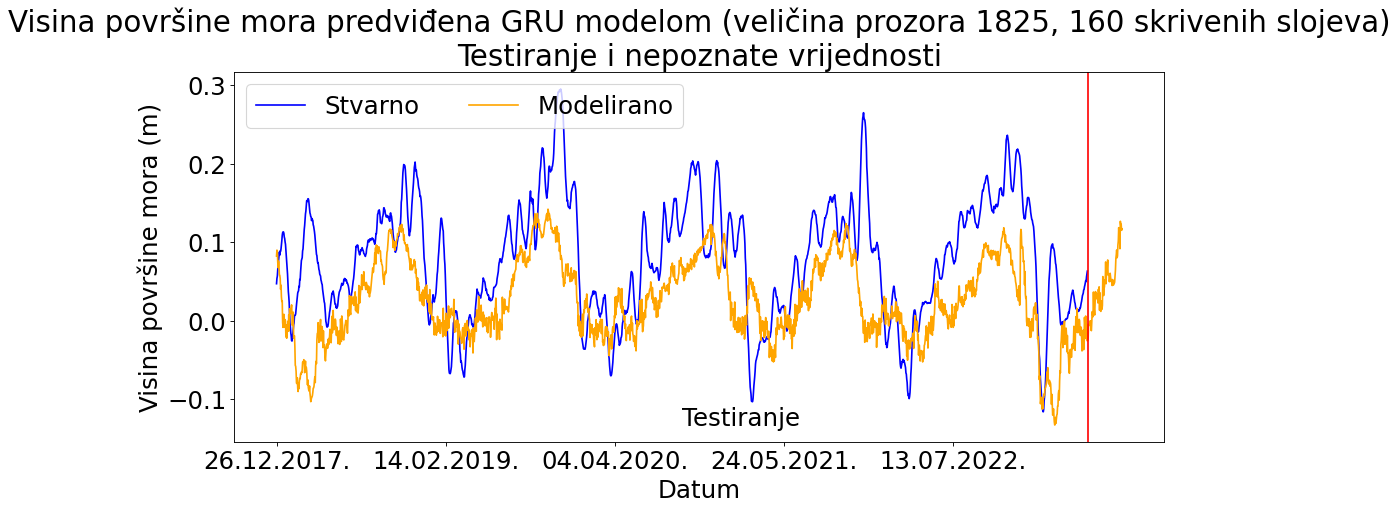 Visina površine mora predviđena GRU modelom (veličina prozora 1825, 160 skrivenih slojeva)
Testiranje i nepoznate vrijednosti
Stvarno
Modelirano
Visina površine mora (m)
0.3
0.2
0.1
0.0
−0.1
Testiranje
26.12.2017.
14.02.2019.
04.04.2020.
24.05.2021.
13.07.2022.
Datum